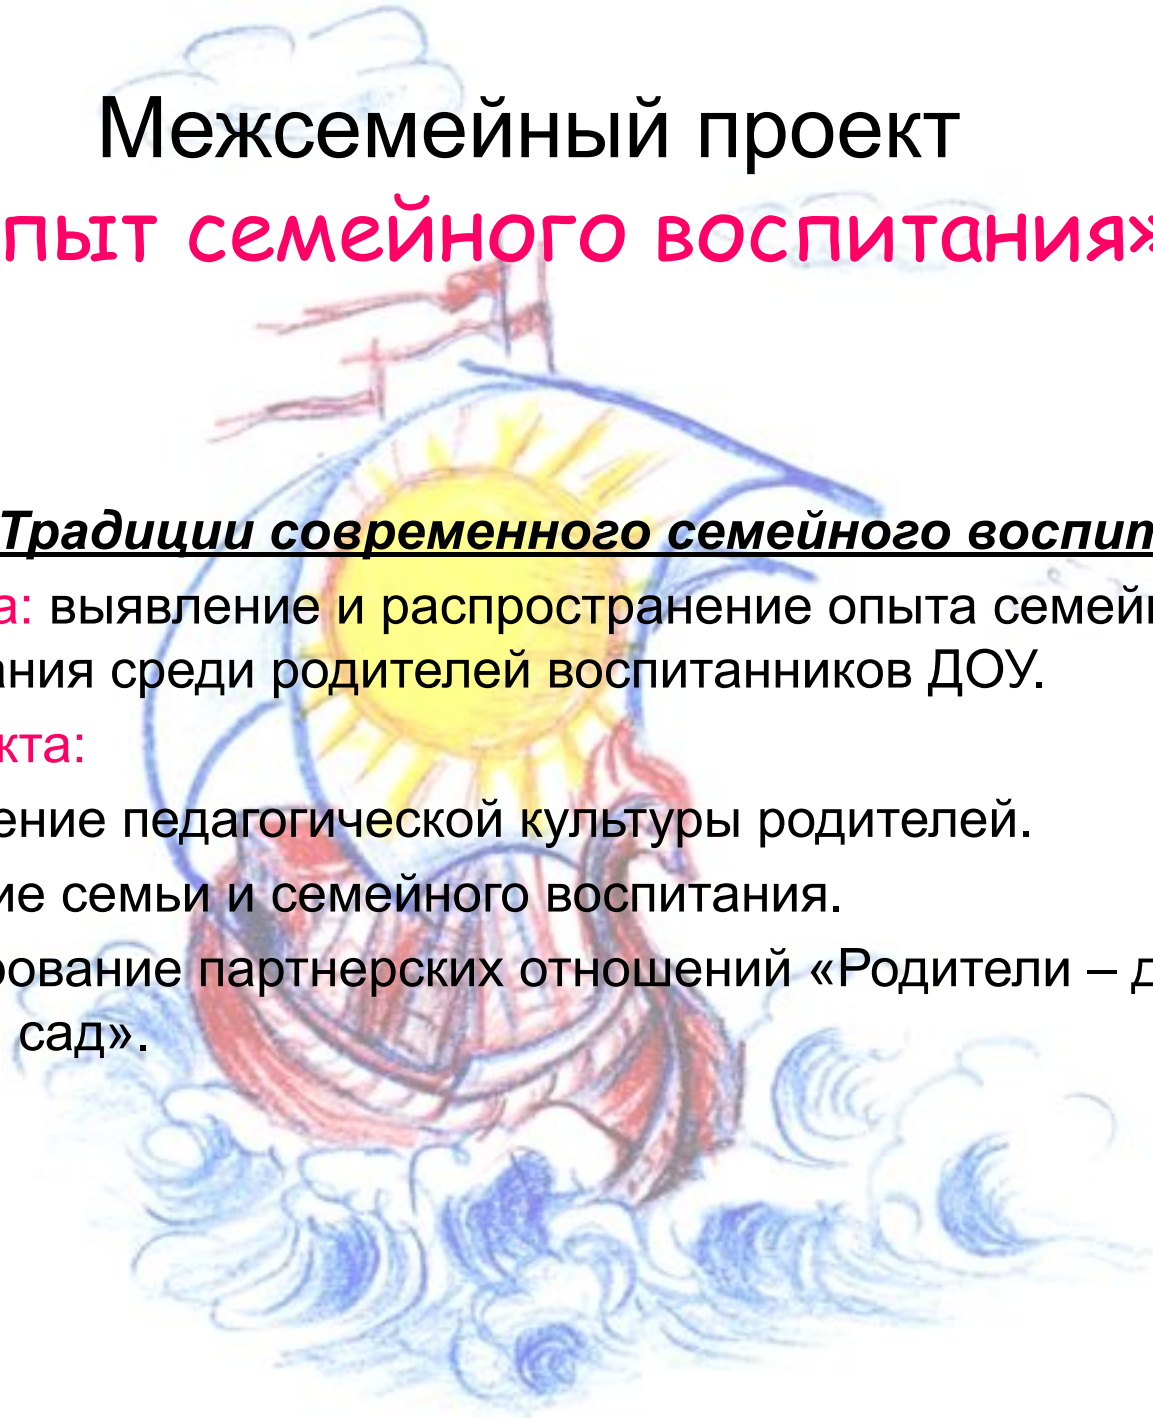 Межсемейный проект
пыт семейного воспитания»
Традиции современного семейного воспит
а: выявление и распространение опыта семей
ания среди родителей воспитанников ДОУ.
кта:
ение педагогической культуры родителей.
ие семьи и семейного воспитания.
рование партнерских отношений «Родители – д
сад».